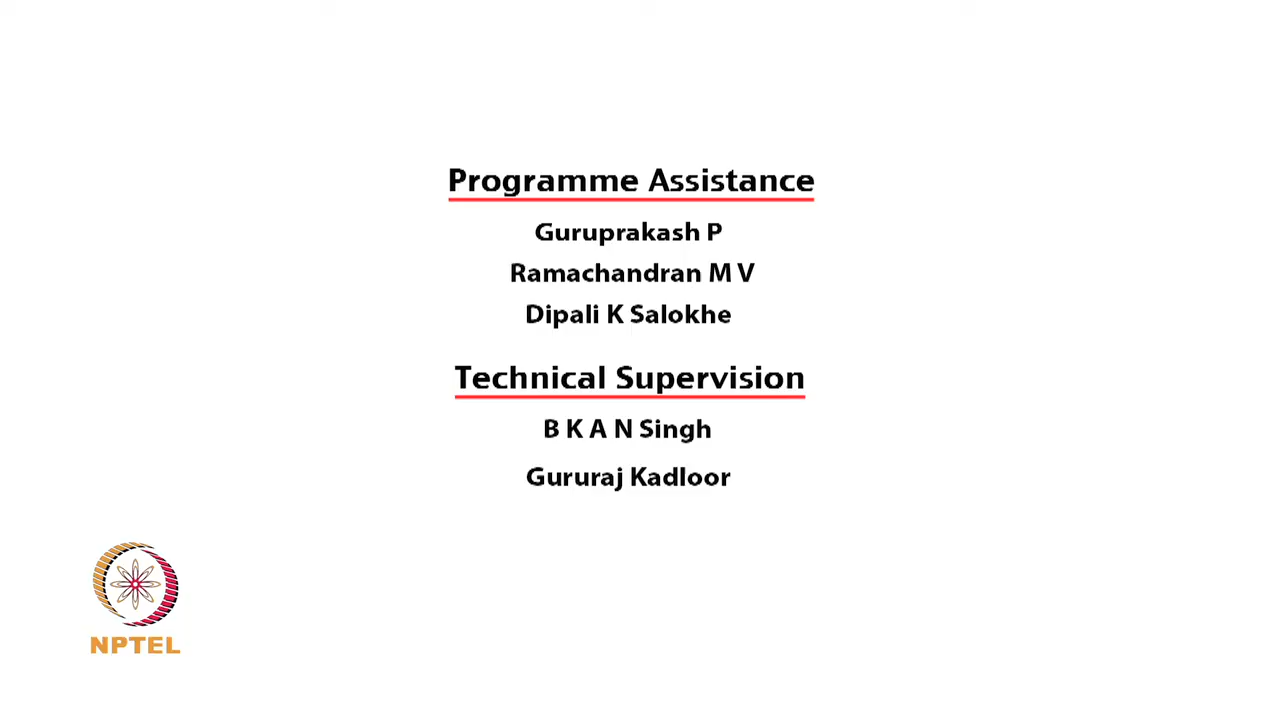 Programme Assistance
Guruprakash P
Ramachandran M V
Dipali K Salokhe
Technical Supervision
B K A N Singh
Gururaj Kadloor
NPTEL